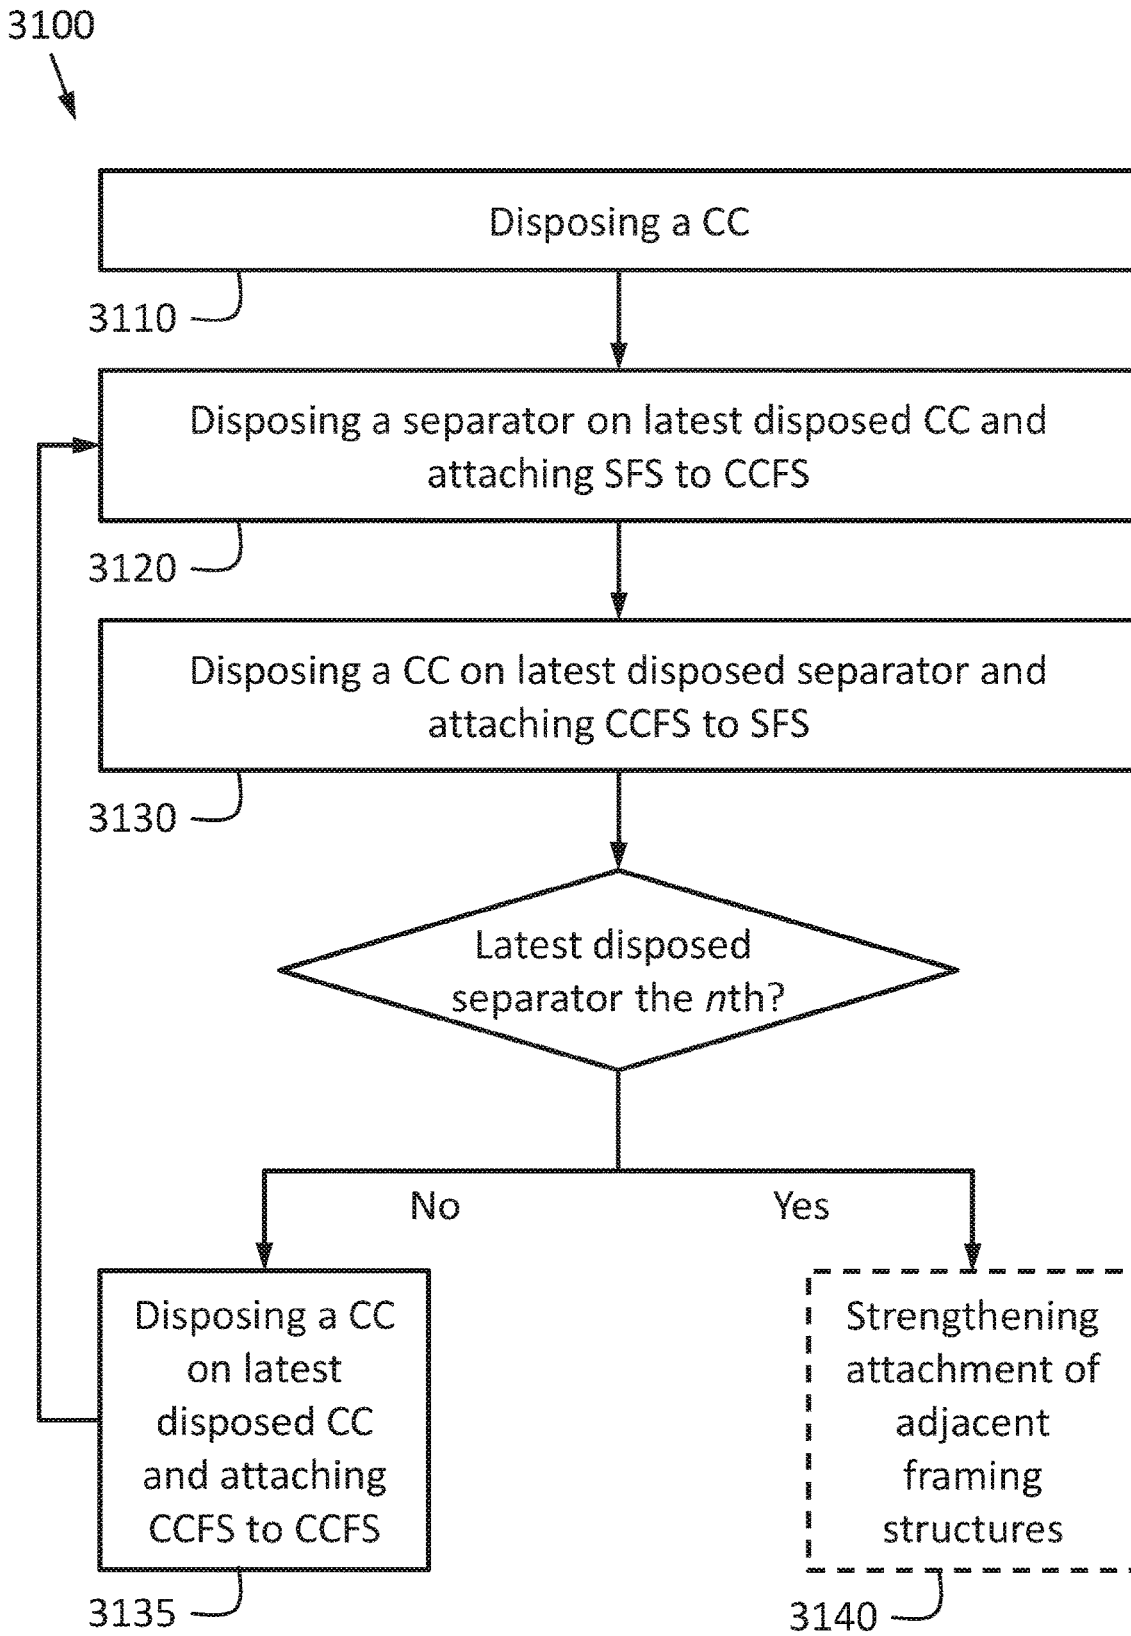 3100
Disposing a CC
3110
Disposing a separator on latest disposed CC and
attaching SFS to CCFS
3120
Disposing a CC on latest disposed separator and
attaching CCFS to SFS
3130
Latest disposed
separator the nth?
No
Yes
Disposing a CC
on latest
disposed CC
and attaching
CCFS to CCFS
3135
Strengthening
attachment of
adjacent
framing
structures
3140